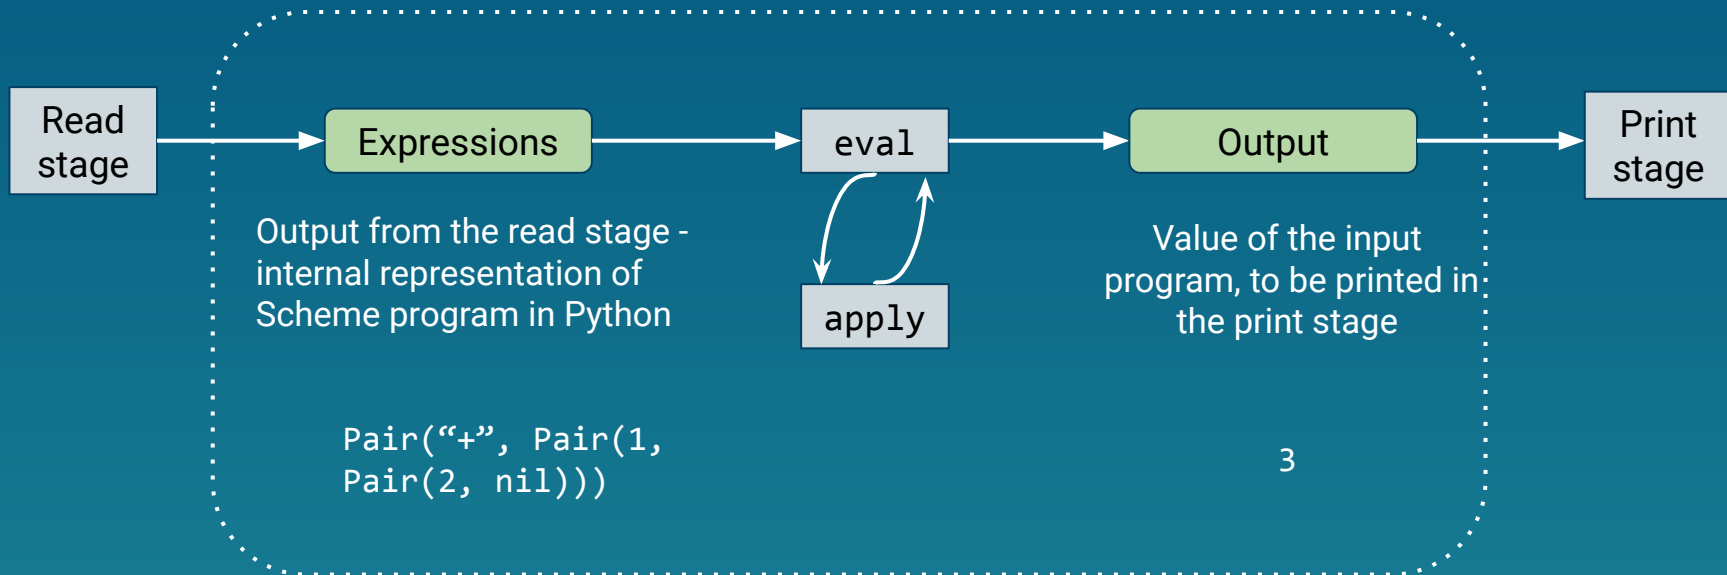 Read
stage
Expressions
eval
Output
Print
stage
Output from the read stage -
internal representation of
Scheme program in Python
apply
Value of the input
program, to be printed in
the print stage
Pair(“+”, Pair(1,
Pair(2, nil)))
3